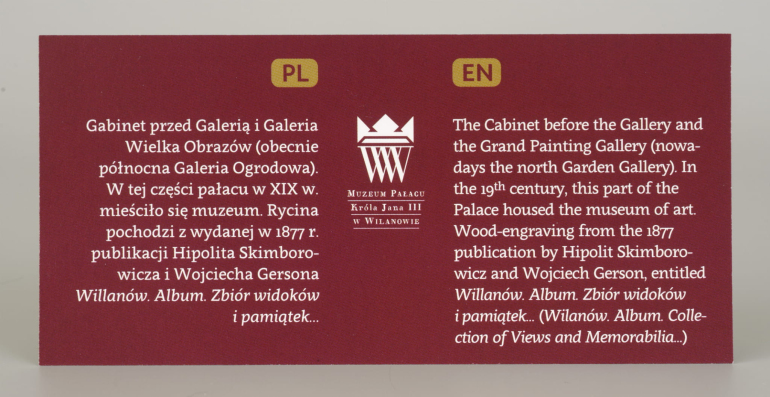 PL
Gabinet przed Galerią i Galeria
Wielka Obrazów (obecnie
północna Galeria Ogrodowa).
W tej części pałacu w XIX w.
mieściło się muzeum. Rycina
pochodzi z wydanej w 1877 r.
publikacji Hipolita Skimboro-
wicza i Wojciecha Gersona
Willanów. Album. Zbiór widoków
i pamiątek...
W
MUZEUM PAŁACU
Króla Jana III
W WILANOWIE
EN
The Cabinet before the Gallery and
the Grand Painting Gallery (nowa-
days the north Garden Gallery). In
the 19th century, this part of the
Palace housed the museum of art.
Wood-engraving from the 1877
publication by Hipolit Skimboro-
wicz and Wojciech Gerson, entitled
Willanów. Album. Zbiór widoków
i pamiątek... (Wilanów. Album. Colle-
ction of Views and Memorabilia...)